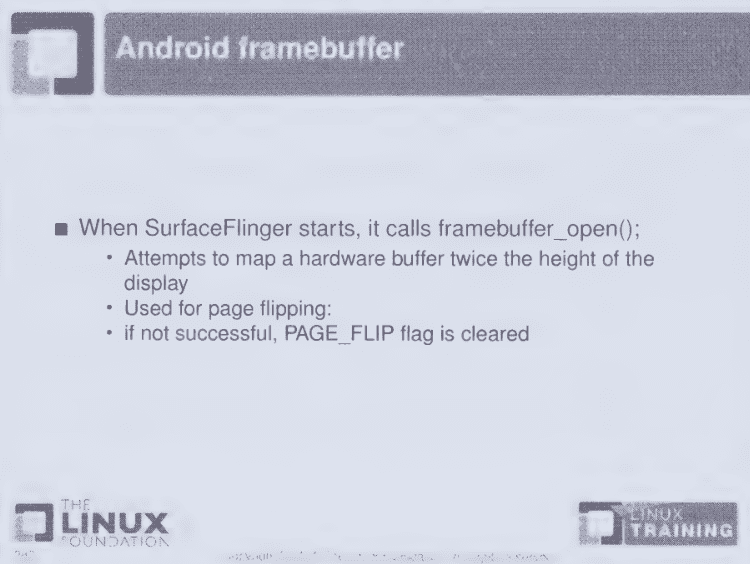 Android framebuffer
■ When SurfaceFlinger starts, it calls framebuffer_open();
• Attempts to map a hardware buffer twice the height of the
display
• Used for page flipping:
• if not successful, PAGE_FLIP flag is cleared
THE
LINUX
FOUNDATION
LINUX
TRAINING